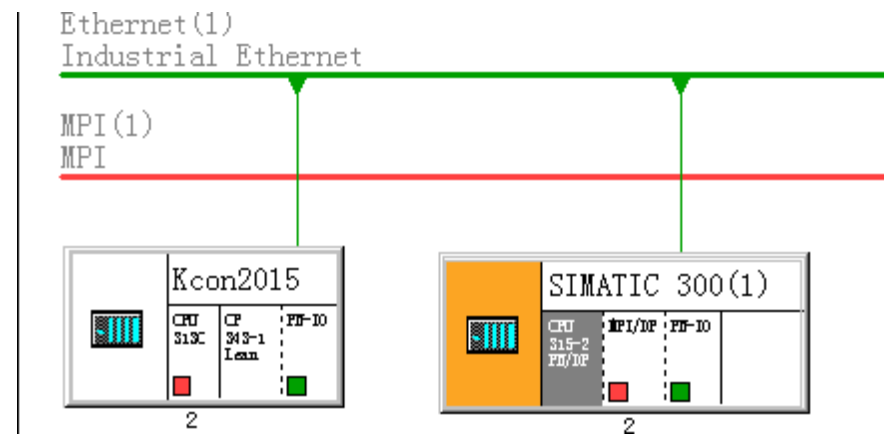 Ethernet(1)
Industrial Ethernet
MPI(1)
MPI
Kcon2015
CPU
313C
CP
343-1
Lean
PN-IO
2
SIMATIC 300(1)
CPU
315-2
PN/DP
MPI/DP
PN-IO
2